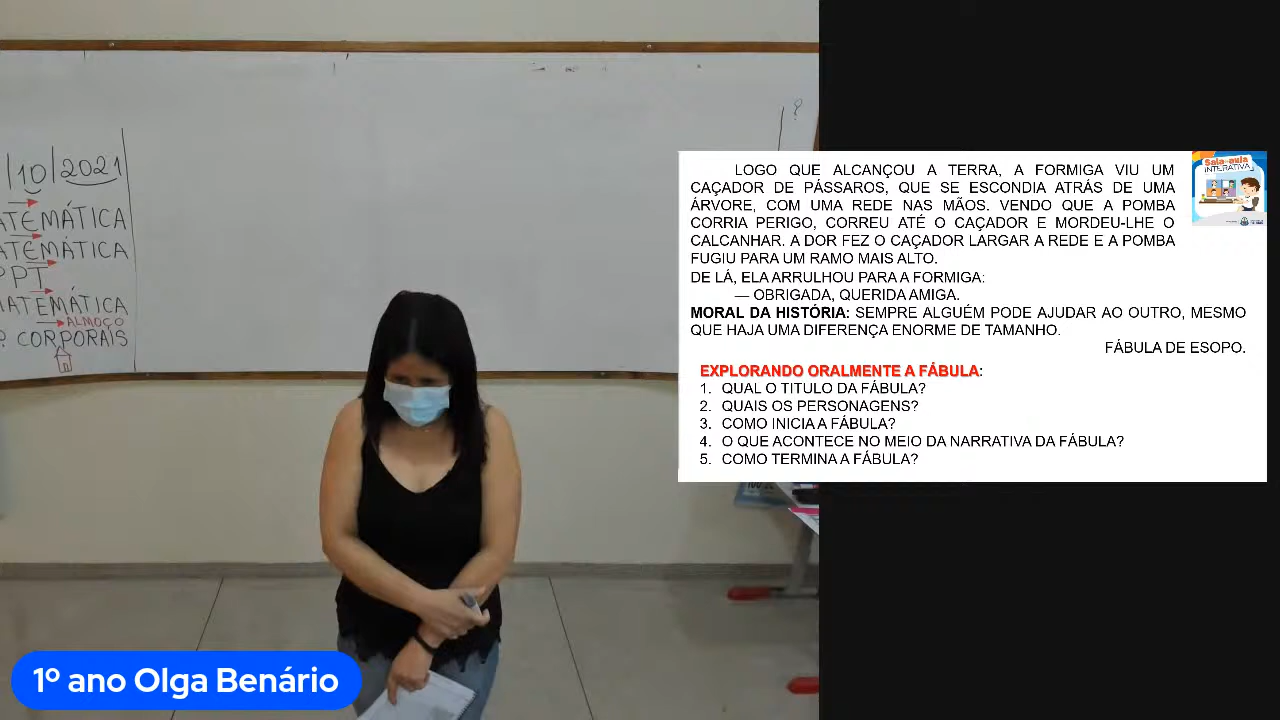 |10|2021
ATEMÁTICA
ATEMÁTICA
PPT
MATEMÁTICA
ALMOÇO
CORPORAIS
?
LOGO QUE ALCANÇOU A TERRA, A FORMIGA VIU UM
CAÇADOR DE PÁSSAROS, QUE SE ESCONDIA ATRÁS DE UMA
ÁRVORE, COM UMA REDE NAS MÃOS. VENDO QUE A POMBA
CORRIA PERIGO, CORREU ATÉ O CAÇADOR E MORDEU-LHE O
CALCANHAR. A DOR FEZ O CAÇADOR LARGAR A REDE E A POMBA
FUGIU PARA UM RAMO MAIS ALTO.
DE LÁ, ELA ARRULHOU PARA A FORMIGA:
— OBRIGADA, QUERIDA AMIGA.
MORAL DA HISTÓRIA: SEMPRE ALGUÉM PODE AJUDAR AO OUTRO, MESMO
QUE HAJA UMA DIFERENÇA ENORME DE TAMANHO.
FÁBULA DE ESOPO.
EXPLORANDO ORALMENTE A FÁBULA:
1. QUAL O TITULO DA FÁBULA?
2. QUAIS OS PERSONAGENS?
3. COMO INICIA A FÁBULA?
4. O QUE ACONTECE NO MEIO DA NARRATIVA DA FÁBULA?
5. COMO TERMINA A FÁBULA?
Sala de aula
INTERATIVA
1º ano Olga Benário